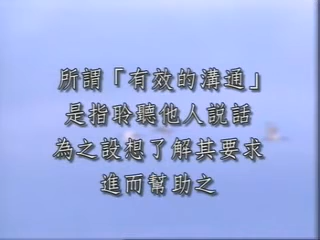 所謂「有效的溝通」
是指聆聽他人說話
為之設想了解其要求
進而幫助之